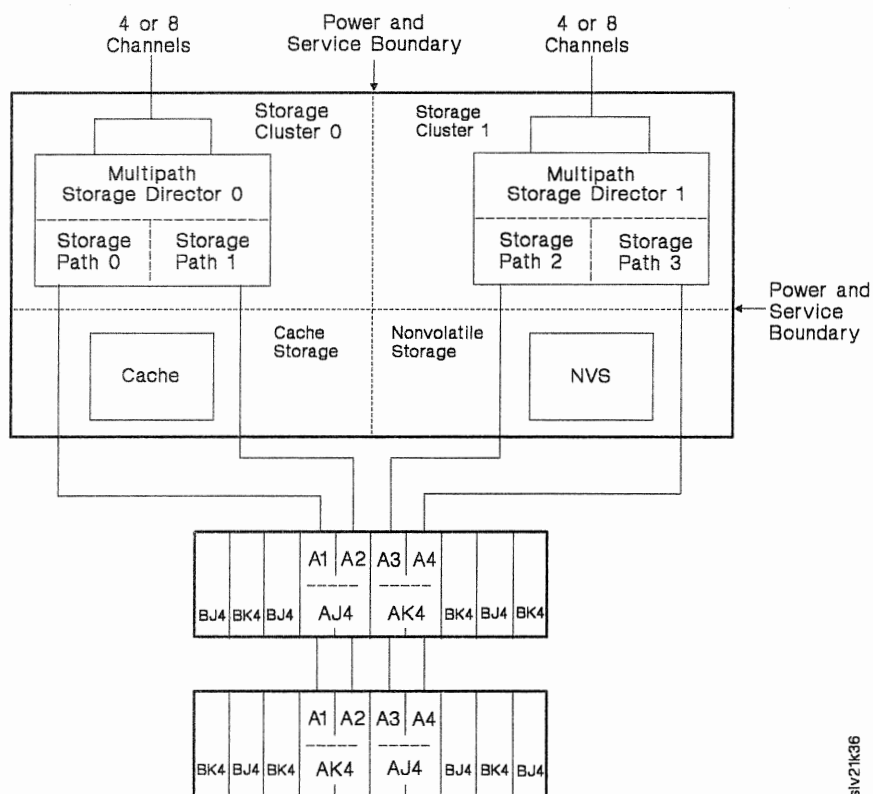 4 or 8
Channels
Power and
Service Boundary
4 or 8
Channels
Storage
Cluster 0
Storage
Cluster 1
Multipath
Storage Director 0
Storage
Path 0
Storage
Path 1
Multipath
Storage Director 1
Storage
Path 2
Storage
Path 3
Power and
Service
Boundary
Cache
Storage
Nonvolatile
Storage
Cache
NVS
A1 A2 A3 A4
BJ4 BK4 BJ4 AJ4 AK4 BK4 BJ4 BK4
A1 A2 A3 A4
BK4 BJ4 BK4 AK4 AJ4 BJ4 BK4 BJ4
slv21k36